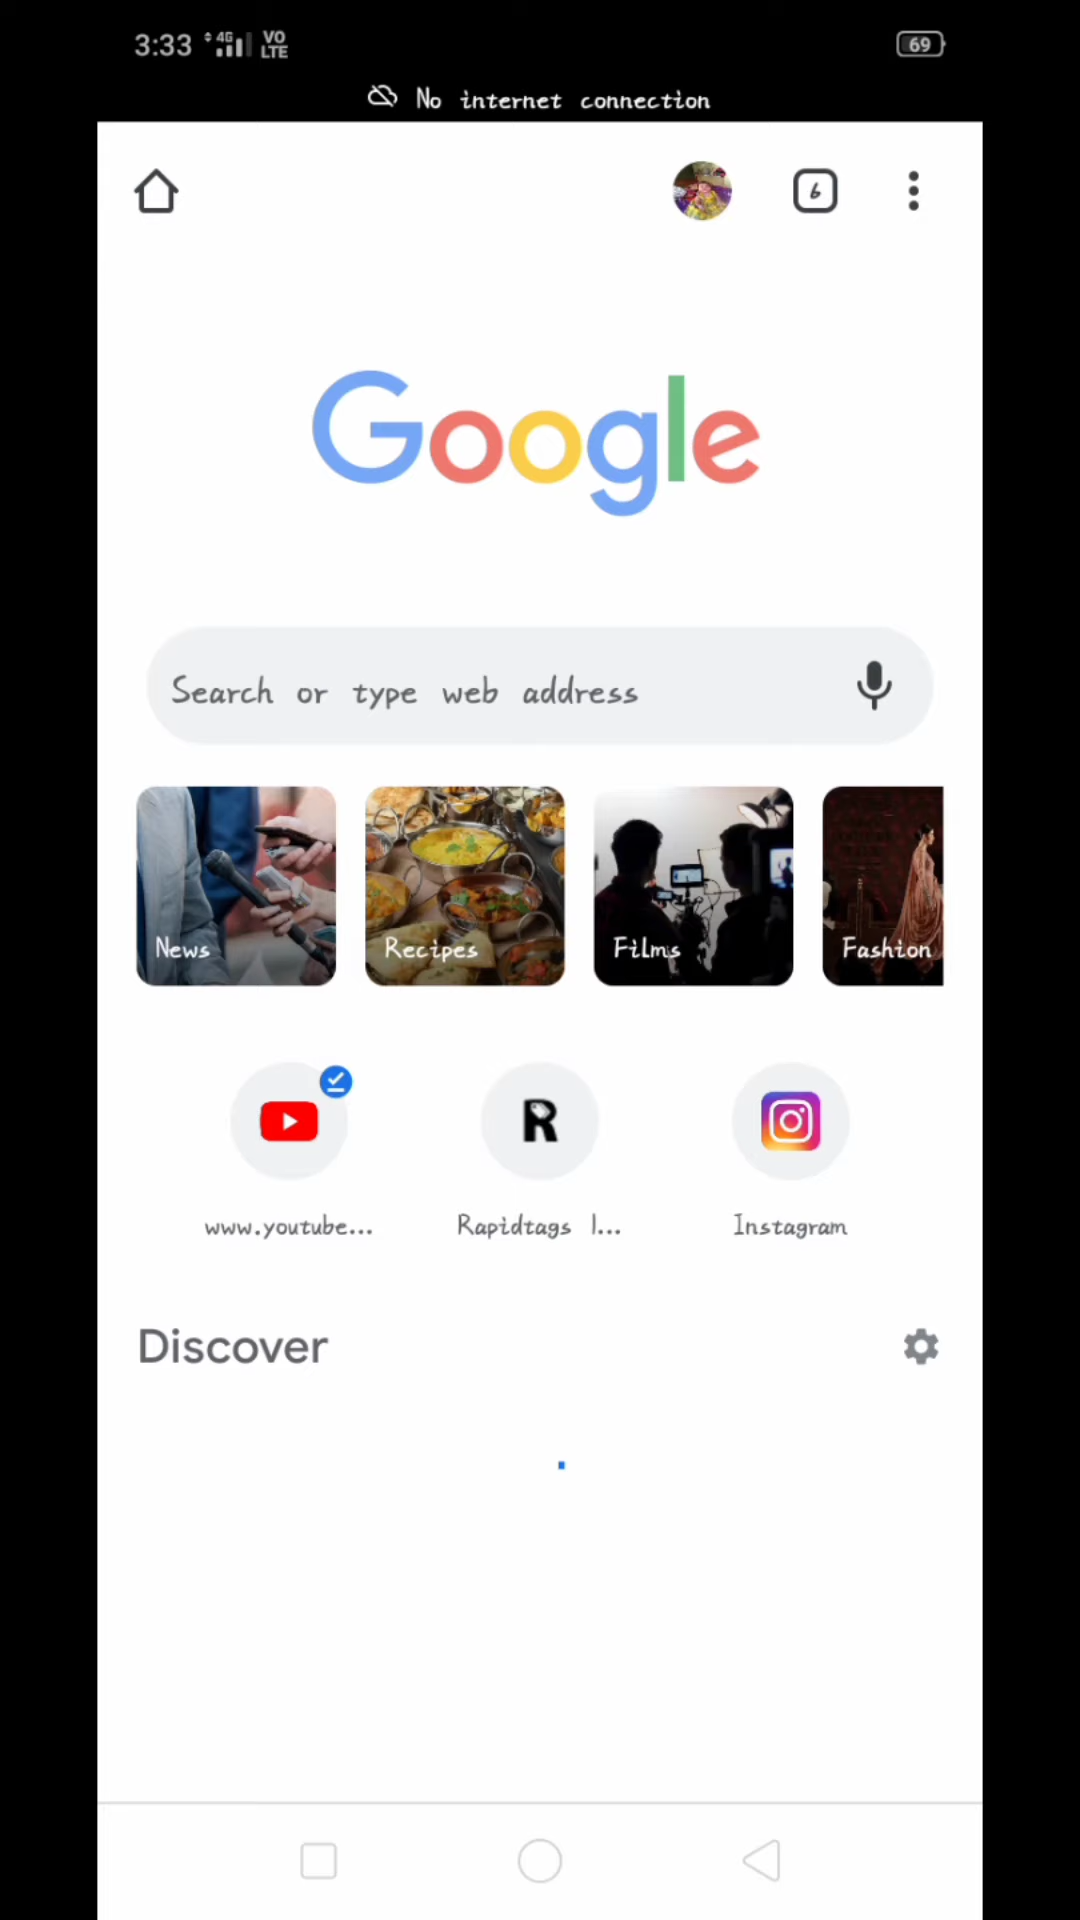 3:33 4G VO LTE 69
No internet connection
6
Google
Search or type web address
News Recipes Films Fashion
R
www.youtube... Rapidtags l... Instagram
Discover